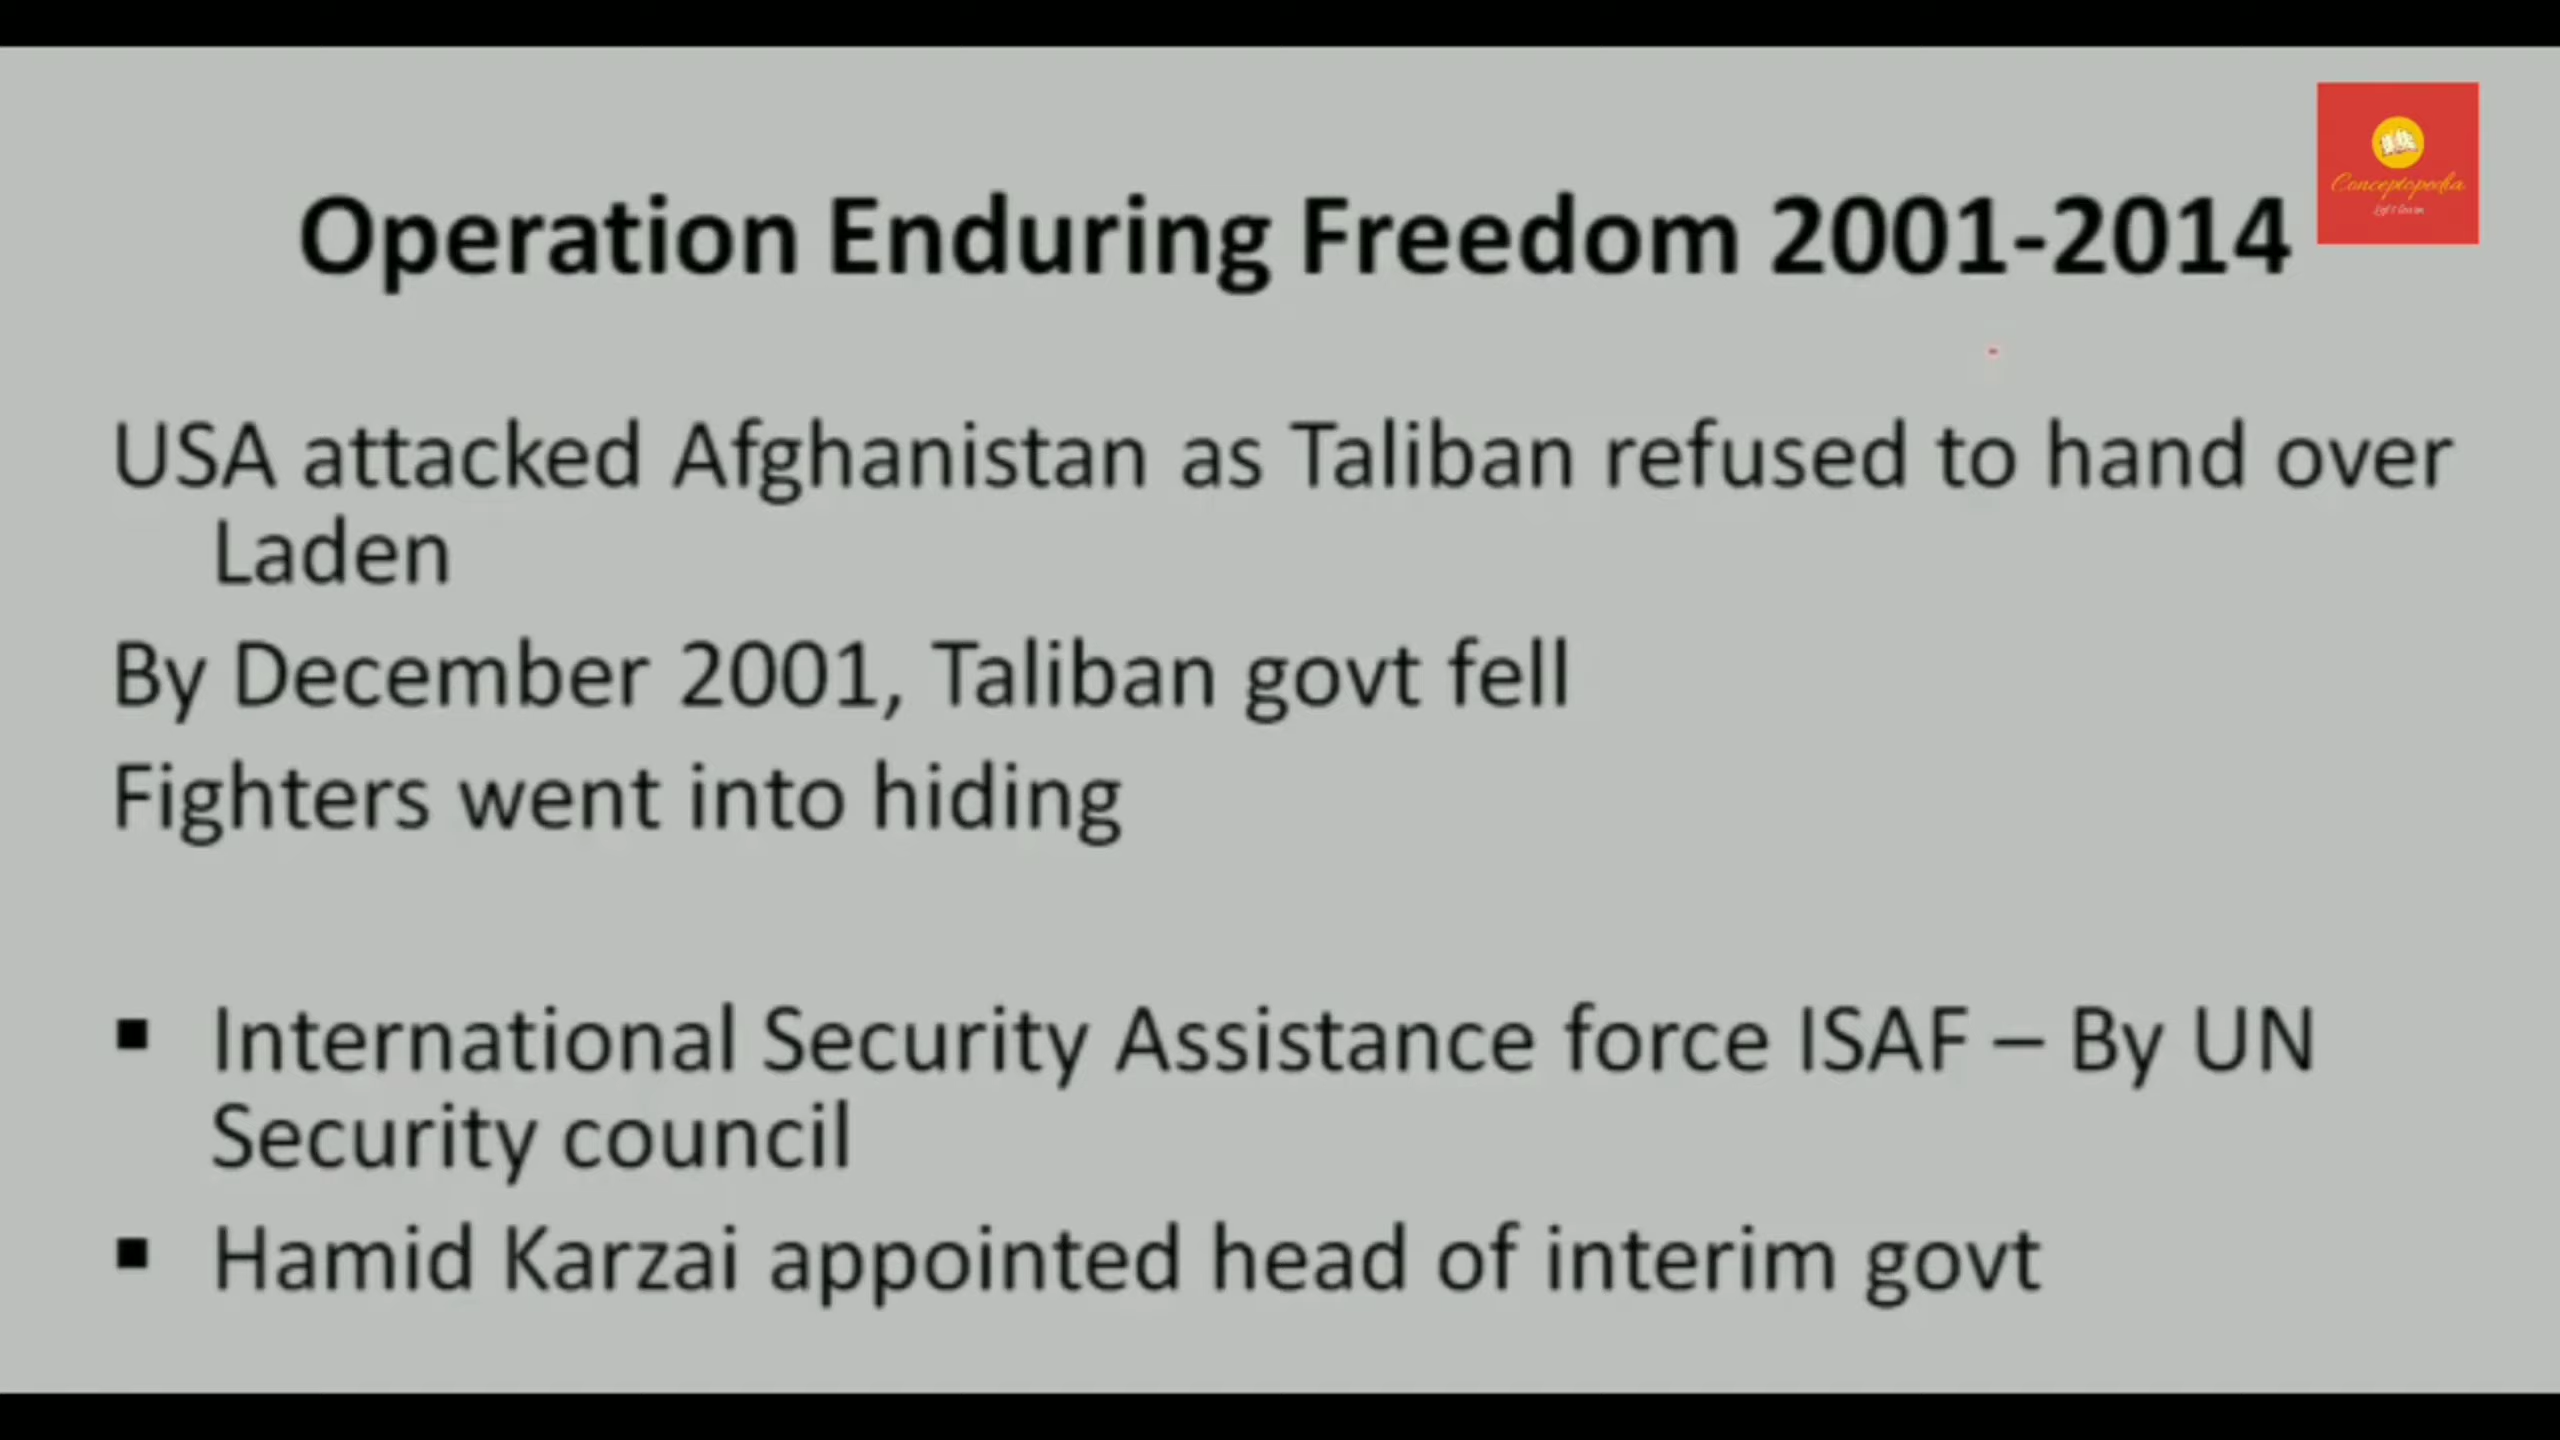 Conceptopedia
Operation Enduring Freedom 2001-2014
USA attacked Afghanistan as Taliban refused to hand over
Laden
By December 2001, Taliban govt fell
Fighters went into hiding
▪ International Security Assistance force ISAF – By UN
Security council
▪ Hamid Karzai appointed head of interim govt